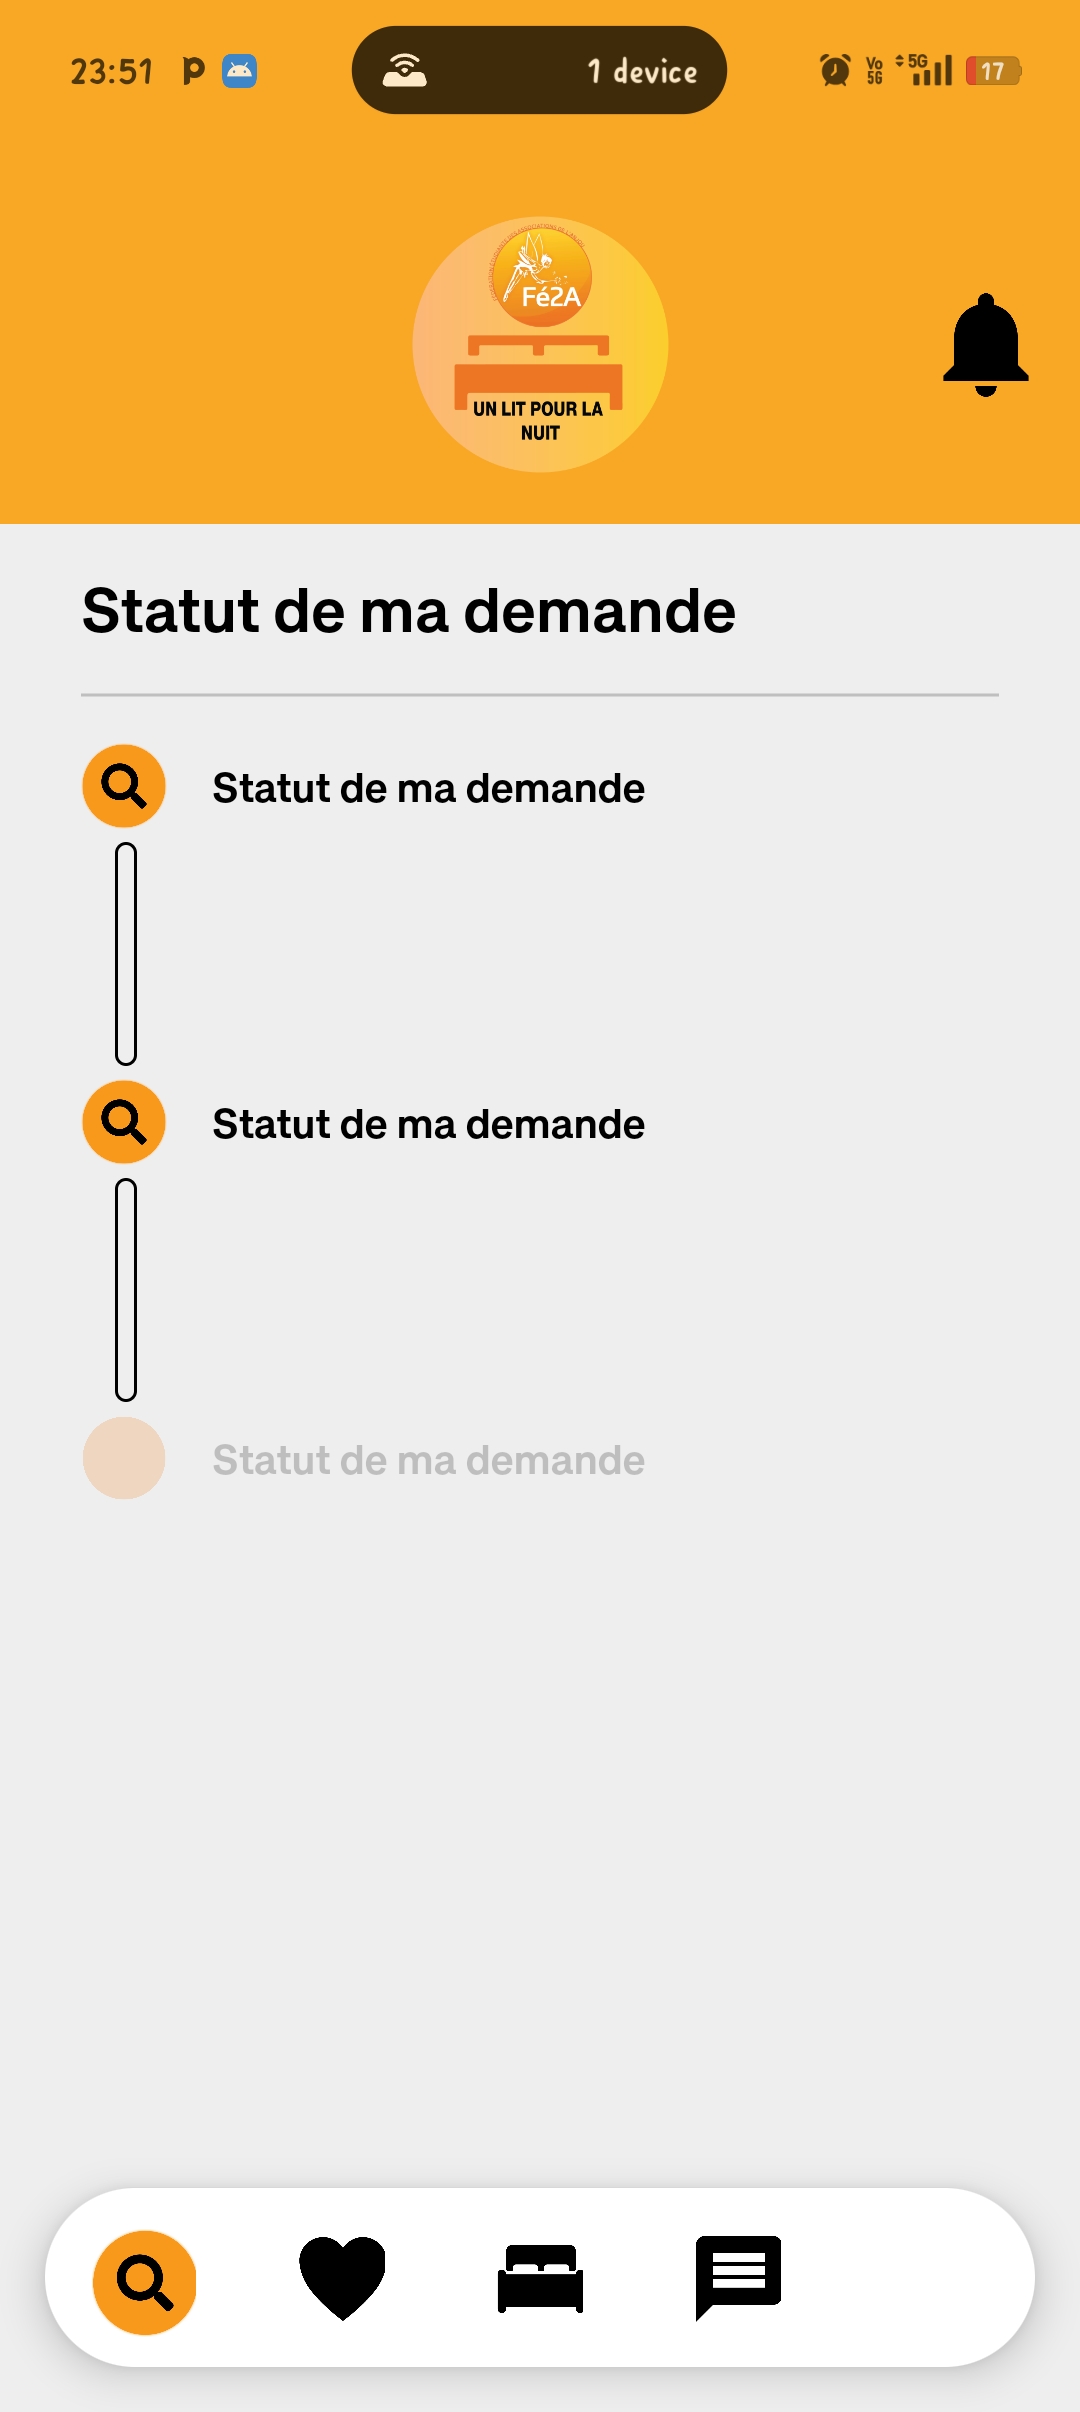 23:51
1 device
Vo
5G
5G
17
Fé2A
UN LIT POUR LA
NUIT
Statut de ma demande
Statut de ma demande
Statut de ma demande
Statut de ma demande